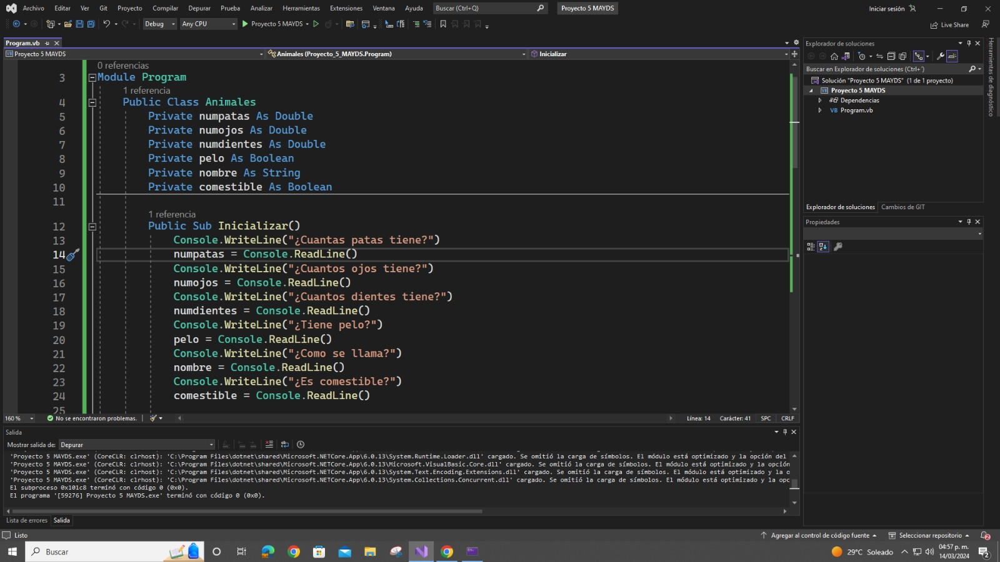 Archivo Editar Ver Git Proyecto Compilar Depurar Prueba Analizar Herramientas Extensiones Ventana Ayuda Buscar (Ctrl+Q) Proyecto 5 MAYDS Iniciar sesión
Debug Any CPU Proyecto 5 MAYDS Live Share
Program.vb
Proyecto 5 MAYDS Animales (Proyecto_5_MAYDS.Program) Inicializar
0 referencias
3 Module Program
1 referencia
4 Public Class Animales
5 Private numpatas As Double
6 Private numojos As Double
7 Private numdientes As Double
8 Private pelo As Boolean
9 Private nombre As String
10 Private comestible As Boolean
11
1 referencia
12 Public Sub Inicializar()
13 Console.WriteLine("¿Cuantas patas tiene?")
14 numpatas = Console.ReadLine()
15 Console.WriteLine("¿Cuantos ojos tiene?")
16 numojos = Console.ReadLine()
17 Console.WriteLine("¿Cuantos dientes tiene?")
18 numdientes = Console.ReadLine()
19 Console.WriteLine("¿Tiene pelo?")
20 pelo = Console.ReadLine()
21 Console.WriteLine("¿Como se llama?")
22 nombre = Console.ReadLine()
23 Console.WriteLine("¿Es comestible?")
24 comestible = Console.ReadLine()
25
160 % No se encontraron problemas. Línea: 14 Carácter: 41 SPC CRLF
Salida
Mostrar salida de: Depurar
'Proyecto 5 MAYDS.exe' (CoreCLR: clrhost): 'C:\Program Files\dotnet\shared\Microsoft.NETCore.App\6.0.13\System.Runtime.Loader.dll' cargado. Se omitió la carga de símbolos. El módulo está optimizado y la opción del
'Proyecto 5 MAYDS.exe' (CoreCLR: clrhost): 'C:\Program Files\dotnet\shared\Microsoft.NETCore.App\6.0.13\Microsoft.VisualBasic.Core.dll' cargado. Se omitió la carga de símbolos. El módulo está optimizado y la opción
'Proyecto 5 MAYDS.exe' (CoreCLR: clrhost): 'C:\Program Files\dotnet\shared\Microsoft.NETCore.App\6.0.13\System.Text.Encoding.Extensions.dll' cargado. Se omitió la carga de símbolos. El módulo está optimizado y la o
'Proyecto 5 MAYDS.exe' (CoreCLR: clrhost): 'C:\Program Files\dotnet\shared\Microsoft.NETCore.App\6.0.13\System.Collections.Concurrent.dll' cargado. Se omitió la carga de símbolos. El módulo está optimizado y la opc
El subproceso 0x101c8 terminó con código 0 (0x0).
El programa '[59276] Proyecto 5 MAYDS.exe' terminó con código 0 (0x0).
Lista de errores Salida
Explorador de soluciones
Buscar en Explorador de soluciones (Ctrl+´)
Solución "Proyecto 5 MAYDS" (1 de 1 proyecto)
Proyecto 5 MAYDS
Dependencias
VB Program.vb
Explorador de soluciones Cambios de GIT
Propiedades
Herramientas de diagnóstico
Listo Agregar al control de código fuente Seleccionar repositorio 2
Buscar 29°C Soleado 04:57 p. m.
14/03/2024 2